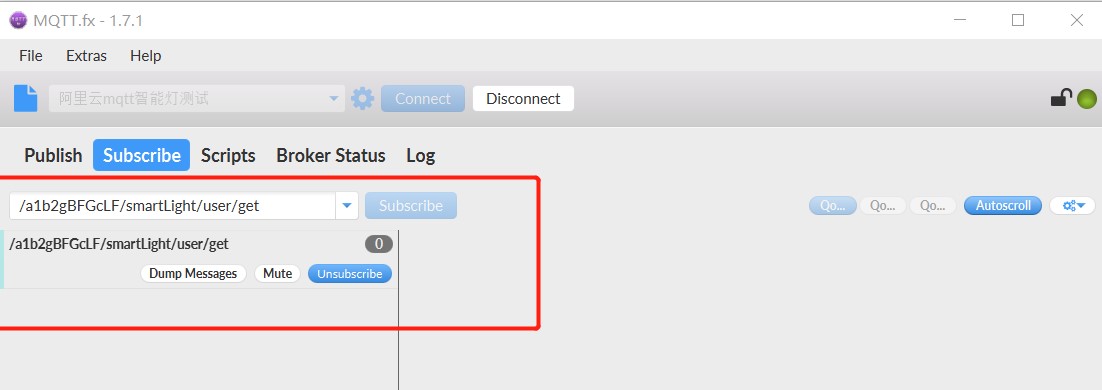 MQTT.fx - 1.7.1
File Extras Help
阿里云mqtt智能灯测试 Connect Disconnect
Publish Subscribe Scripts Broker Status Log
/a1b2gBFGcLF/smartLight/user/get Subscribe Qo... Qo... Qo... Autoscroll
/a1b2gBFGcLF/smartLight/user/get 0
Dump Messages Mute Unsubscribe